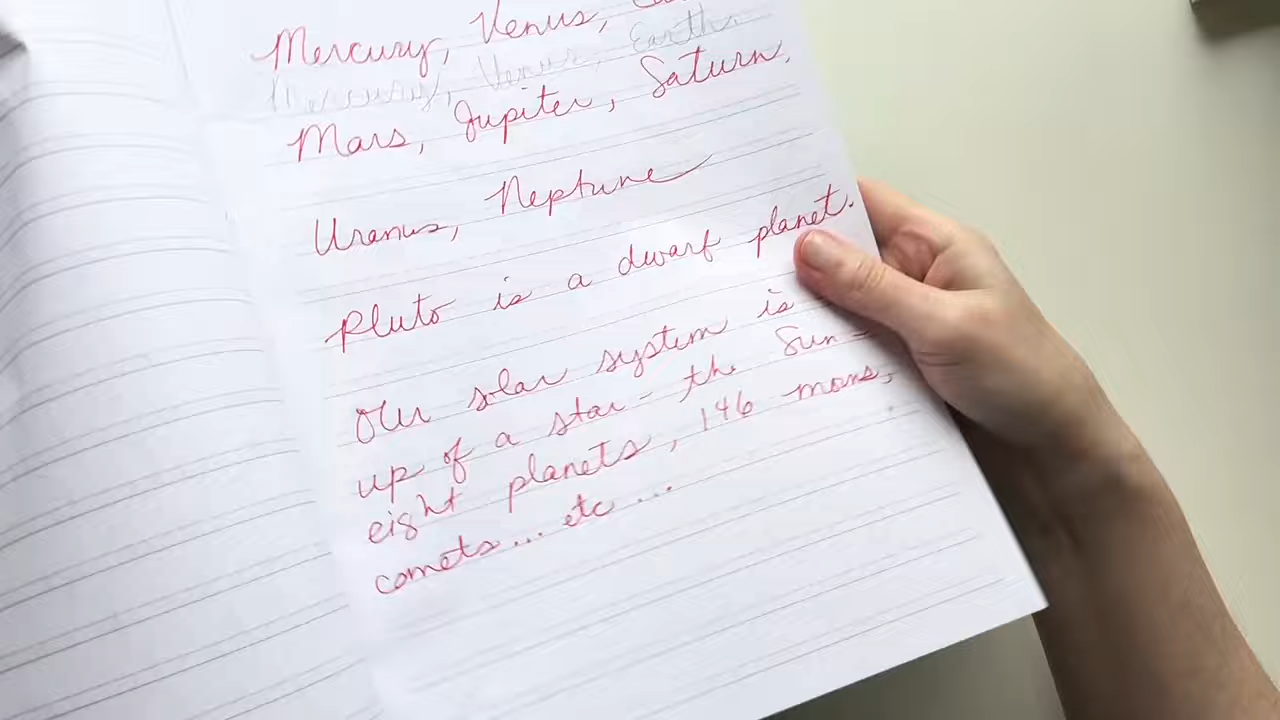 Mercury, Venus,
Mercury, Venus, Earth
Mars, Jupiter, Saturn,
Uranus, Neptune
Pluto is a dwarf planet.
Our solar system is
up of a star - the Sun -
eight planets, 146 moons,
comets... etc...